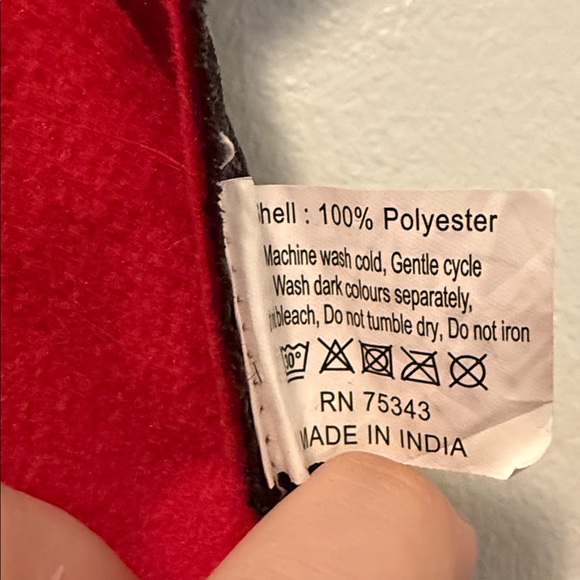 hell : 100% Polyester
Machine wash cold, Gentle cycle
Wash dark colours separately,
bleach, Do not tumble dry, Do not iron
30°
RN 75343
MADE IN INDIA